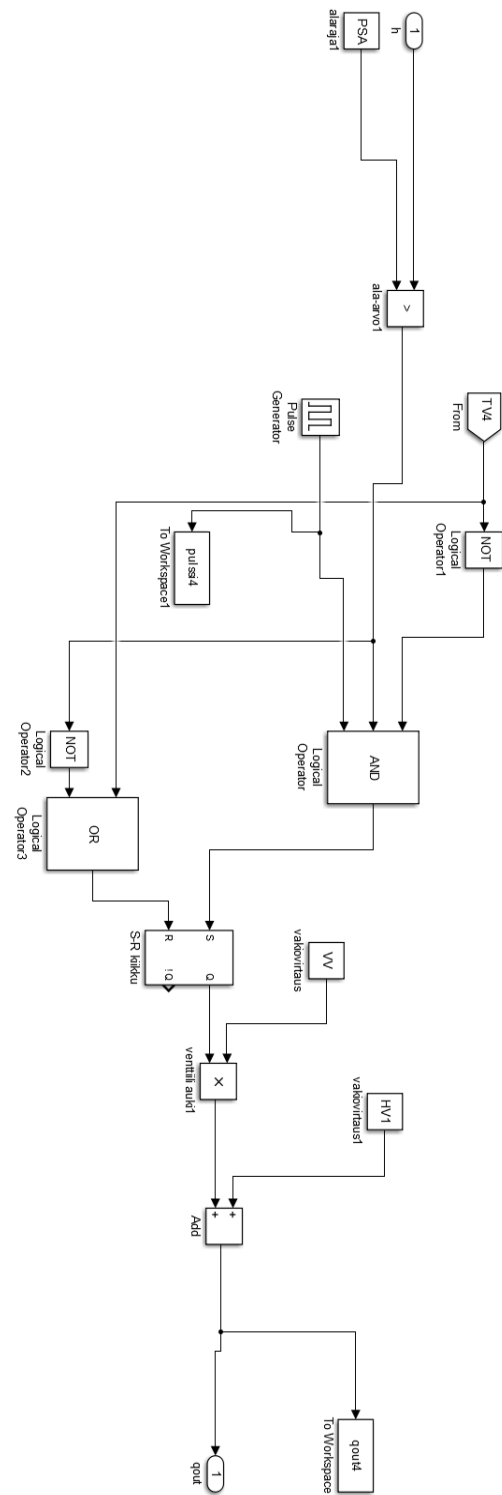 1
h
PSA
alaraja1
>
ala-arvo1
TV4
From
Pulse
Generator
NOT
Logical
Operator1
pulssi4
To Workspace1
AND
Logical
Operator
NOT
Logical
Operator2
OR
Logical
Operator3
S
Q
R
!Q
S-R kiikku
VV
vakiovirtaus
×
venttiili auki1
HV1
vakiovirtaus1
+
+
Add
qout4
To Workspace
1
qout